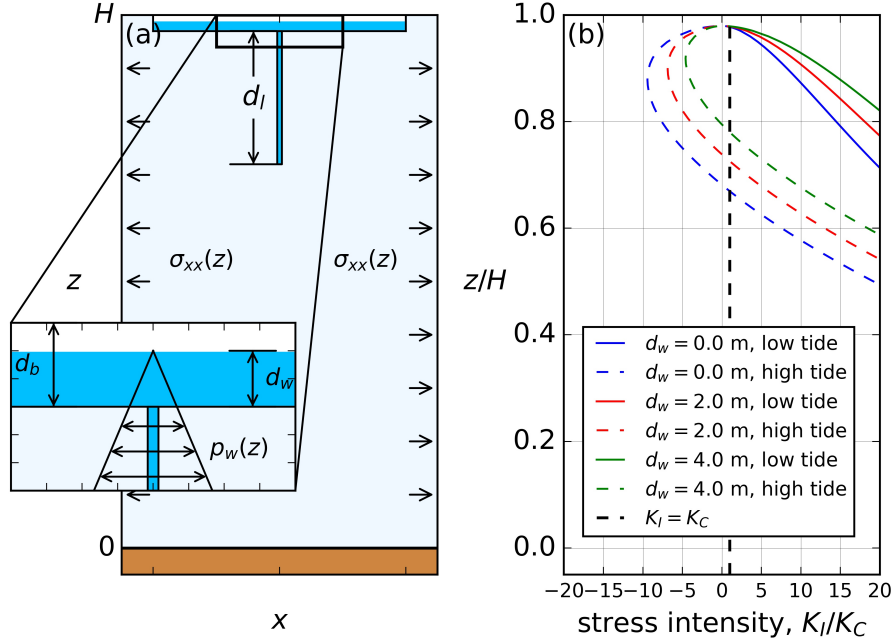 H
(a)
d_l
σ_xx(z)
σ_xx(z)
z
d_b
d_w
p_w(z)
0
x
(b)
1.0
0.8
z/H
0.6
0.4
0.2
0.0
d_w = 0.0 m, low tide
d_w = 0.0 m, high tide
d_w = 2.0 m, low tide
d_w = 2.0 m, high tide
d_w = 4.0 m, low tide
d_w = 4.0 m, high tide
K_I = K_C
−20 −15 −10 −5 0 5 10 15 20
stress intensity, K_I/K_C